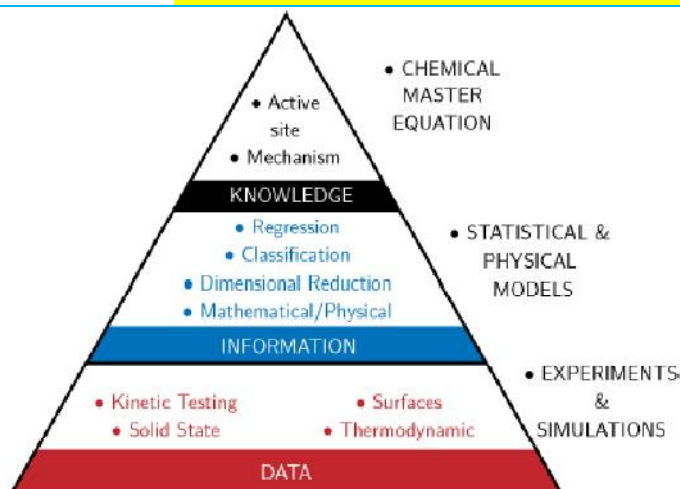 • Active
site
• Mechanism
• CHEMICAL
MASTER
EQUATION
KNOWLEDGE
• Regression
• Classification
• Dimensional Reduction
• Mathematical/Physical
• STATISTICAL &
PHYSICAL
MODELS
INFORMATION
• Kinetic Testing
• Surfaces
• Solid State
• Thermodynamic
• EXPERIMENTS
&
SIMULATIONS
DATA